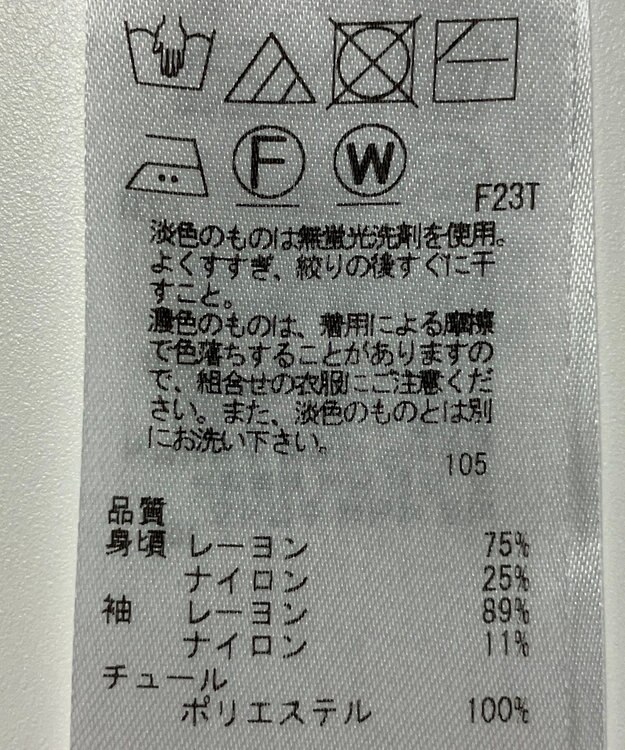 F W
F23T
淡色のものは無蛍光洗剤を使用。
よくすすぎ、絞りの後すぐに干
すこと。
濃色のものは、着用による摩擦
で色落ちすることがありますの
で、組合せの衣服にご注意くだ
さい。また、淡色のものとは別
にお洗い下さい。
105
品質
身頃 レーヨン 75%
ナイロン 25%
袖 レーヨン 89%
ナイロン 11%
チュール
ポリエステル 100%